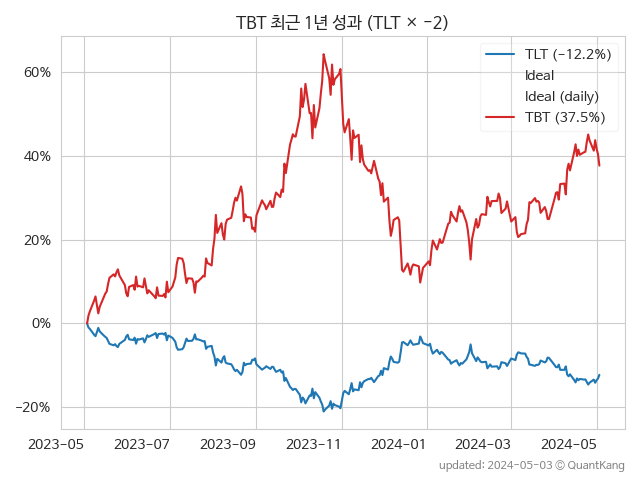 TBT 최근 1년 성과 (TLT × −2)
TLT (−12.2%)
Ideal
Ideal (daily)
TBT (37.5%)
60%
40%
20%
0%
−20%
2023−05
2023−07
2023−09
2023−11
2024−01
2024−03
2024−05
updated: 2024−05−03 © QuantKang